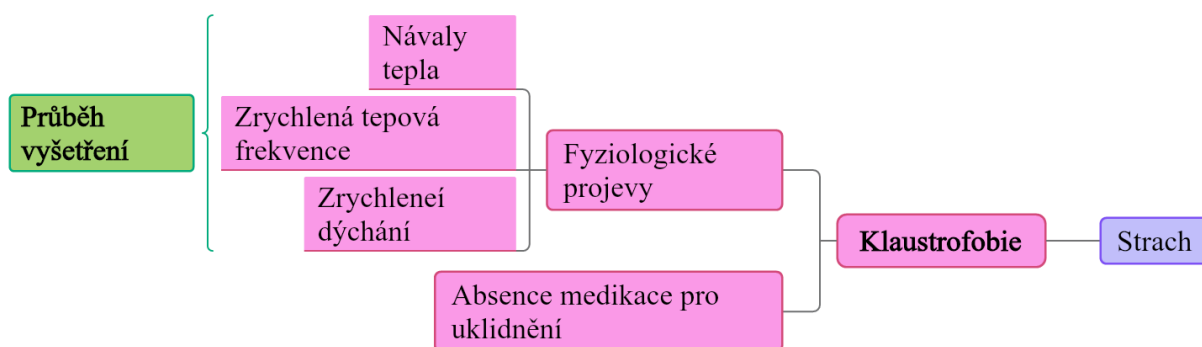 Průběh
vyšetření
Návaly
tepla
Zrychlená tepová
frekvence
Zrychleneí
dýchání
Fyziologické
projevy
Absence medikace pro
uklidnění
Klaustrofobie
Strach